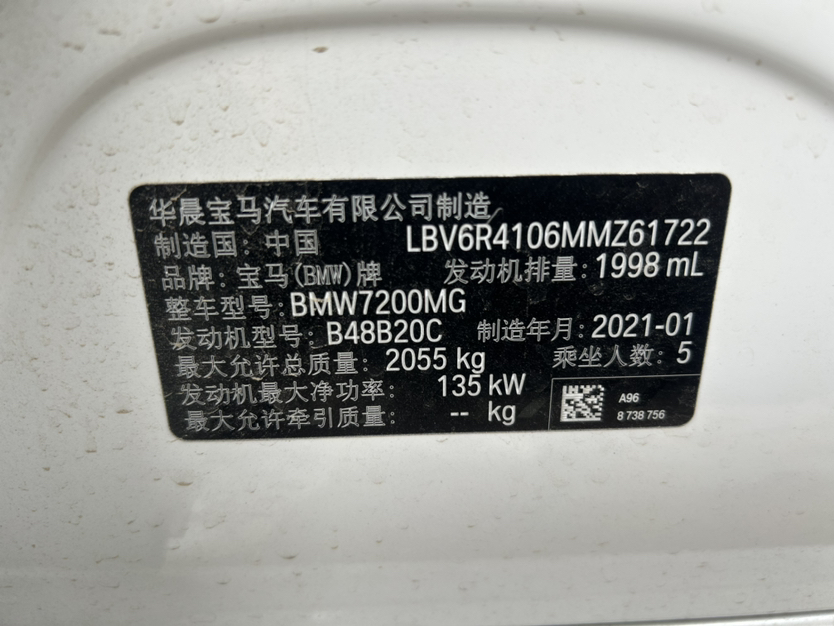 华晨宝马汽车有限公司制造
制造国: 中国 LBV6R4106MMZ61722
品牌: 宝马(BMW)牌 发动机排量: 1998 mL
整车型号: BMW7200MG
发动机型号: B48B20C 制造年月: 2021-01
最大允许总质量: 2055 kg 乘坐人数: 5
发动机最大净功率: 135 kW
最大允许牵引质量: -- kg
A96
8 738 756